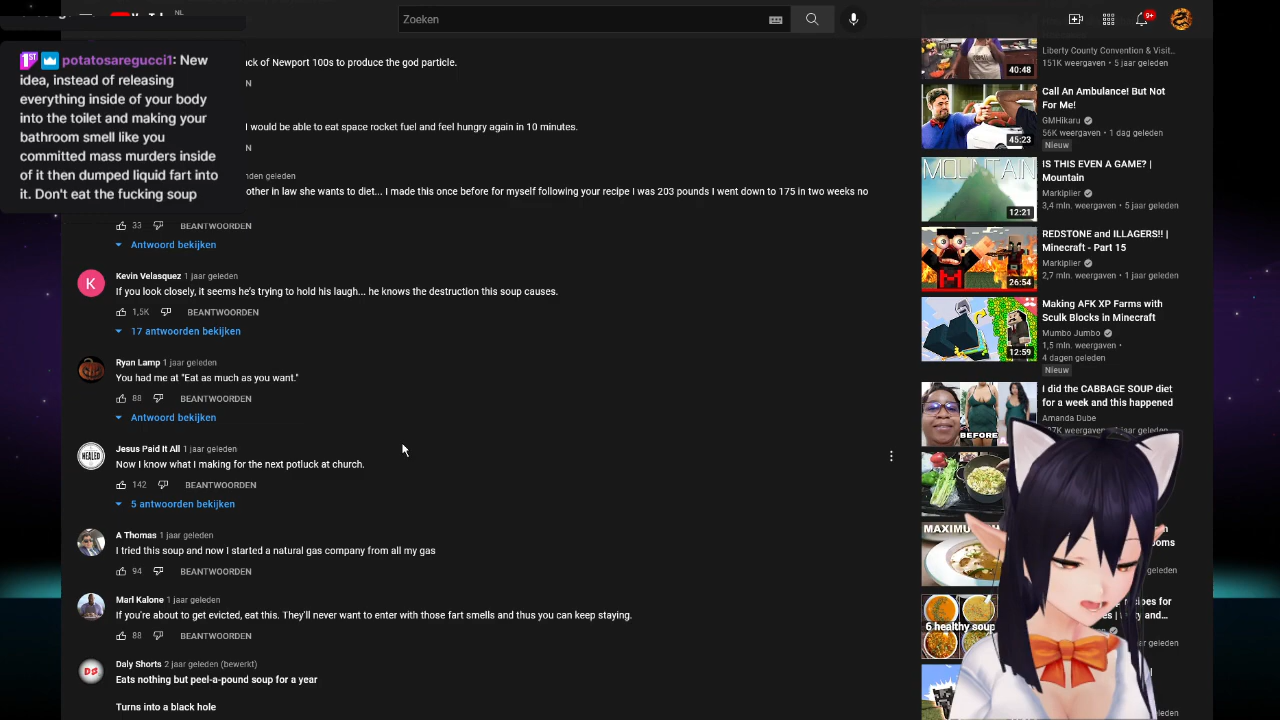 NL
Zoeken
9+
potatosaregucci1: New
idea, instead of releasing
everything inside of your body
into the toilet and making your
bathroom smell like you
committed mass murders inside
of it then dumped liquid fart into
it. Don't eat the fucking soup
ck of Newport 100s to produce the god particle.
I would be able to eat space rocket fuel and feel hungry again in 10 minutes.
nden geleden
other in law she wants to diet... I made this once before for myself following your recipe I was 203 pounds I went down to 175 in two weeks no
33 BEANTWOORDEN
Antwoord bekijken
K
Kevin Velasquez 1 jaar geleden
If you look closely, it seems he's trying to hold his laugh... he knows the destruction this soup causes.
1,5K BEANTWOORDEN
17 antwoorden bekijken
Ryan Lamp 1 jaar geleden
You had me at "Eat as much as you want."
88 BEANTWOORDEN
Antwoord bekijken
HEALED
Jesus Paid It All 1 jaar geleden
Now I know what I making for the next potluck at church.
142 BEANTWOORDEN
5 antwoorden bekijken
A Thomas 1 jaar geleden
I tried this soup and now I started a natural gas company from all my gas
94 BEANTWOORDEN
Marl Kalone 1 jaar geleden
If you're about to get evicted, eat this. They'll never want to enter with those fart smells and thus you can keep staying.
88 BEANTWOORDEN
DS
Daly Shorts 2 jaar geleden (bewerkt)
Eats nothing but peel-a-pound soup for a year
Turns into a black hole
40:48
Liberty County Convention & Visit...
151K weergaven • 5 jaar geleden
45:23
Call An Ambulance! But Not
For Me!
GMHikaru
56K weergaven • 1 dag geleden
Nieuw
MOUNTAIN
12:21
IS THIS EVEN A GAME? |
Mountain
Markiplier
3,4 mln. weergaven • 5 jaar geleden
26:54
REDSTONE and ILLAGERS!! |
Minecraft - Part 15
Markiplier
2,7 mln. weergaven • 1 jaar geleden
12:59
Making AFK XP Farms with
Sculk Blocks in Minecraft
Mumbo Jumbo
1,5 mln. weergaven •
4 dagen geleden
Nieuw
BEFORE
I did the CABBAGE SOUP diet
for a week and this happened
Amanda Dube
MAXIMU
ooms
geleden
6 healthy soup
recipes for
y and...
geleden
geleden